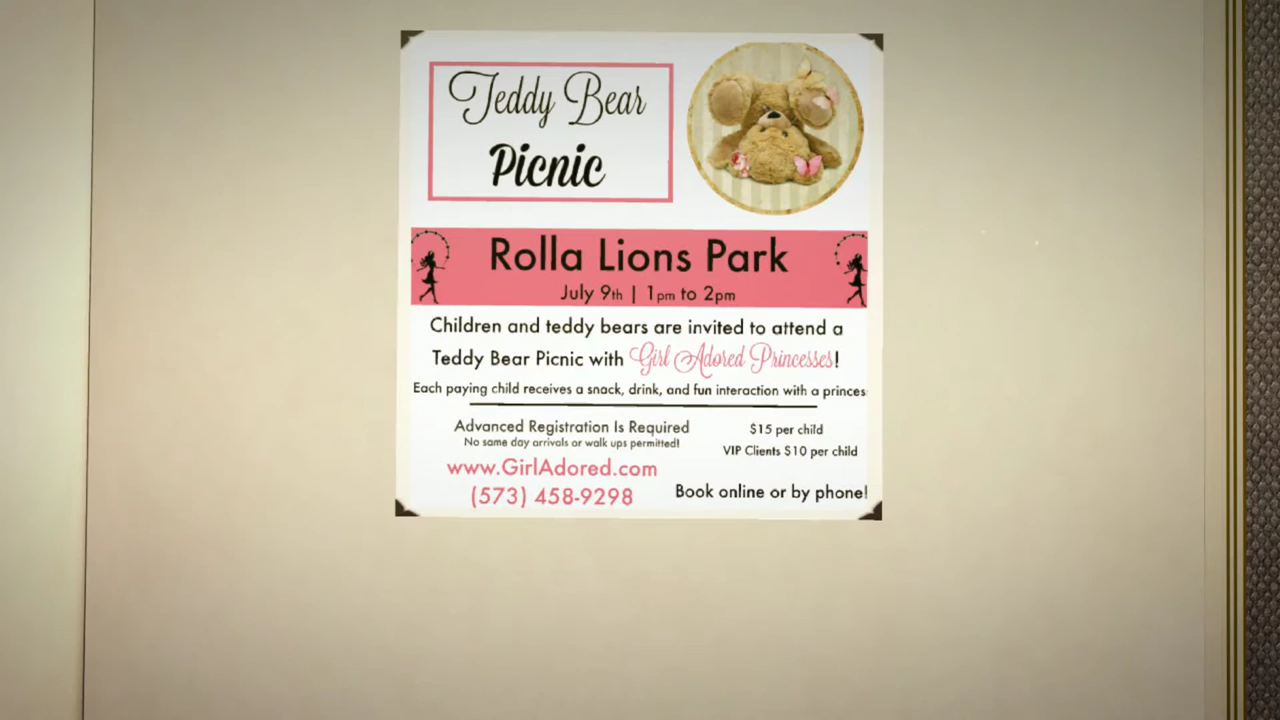 Teddy Bear
Picnic
Rolla Lions Park
July 9th | 1pm to 2pm
Children and teddy bears are invited to attend a
Teddy Bear Picnic with Girl Adored Princesses!
Each paying child receives a snack, drink, and fun interaction with a princes
Advanced Registration Is Required
No same day arrivals or walk ups permitted!
www.GirlAdored.com
(573) 458-9298
$15 per child
VIP Clients $10 per child
Book online or by phone!